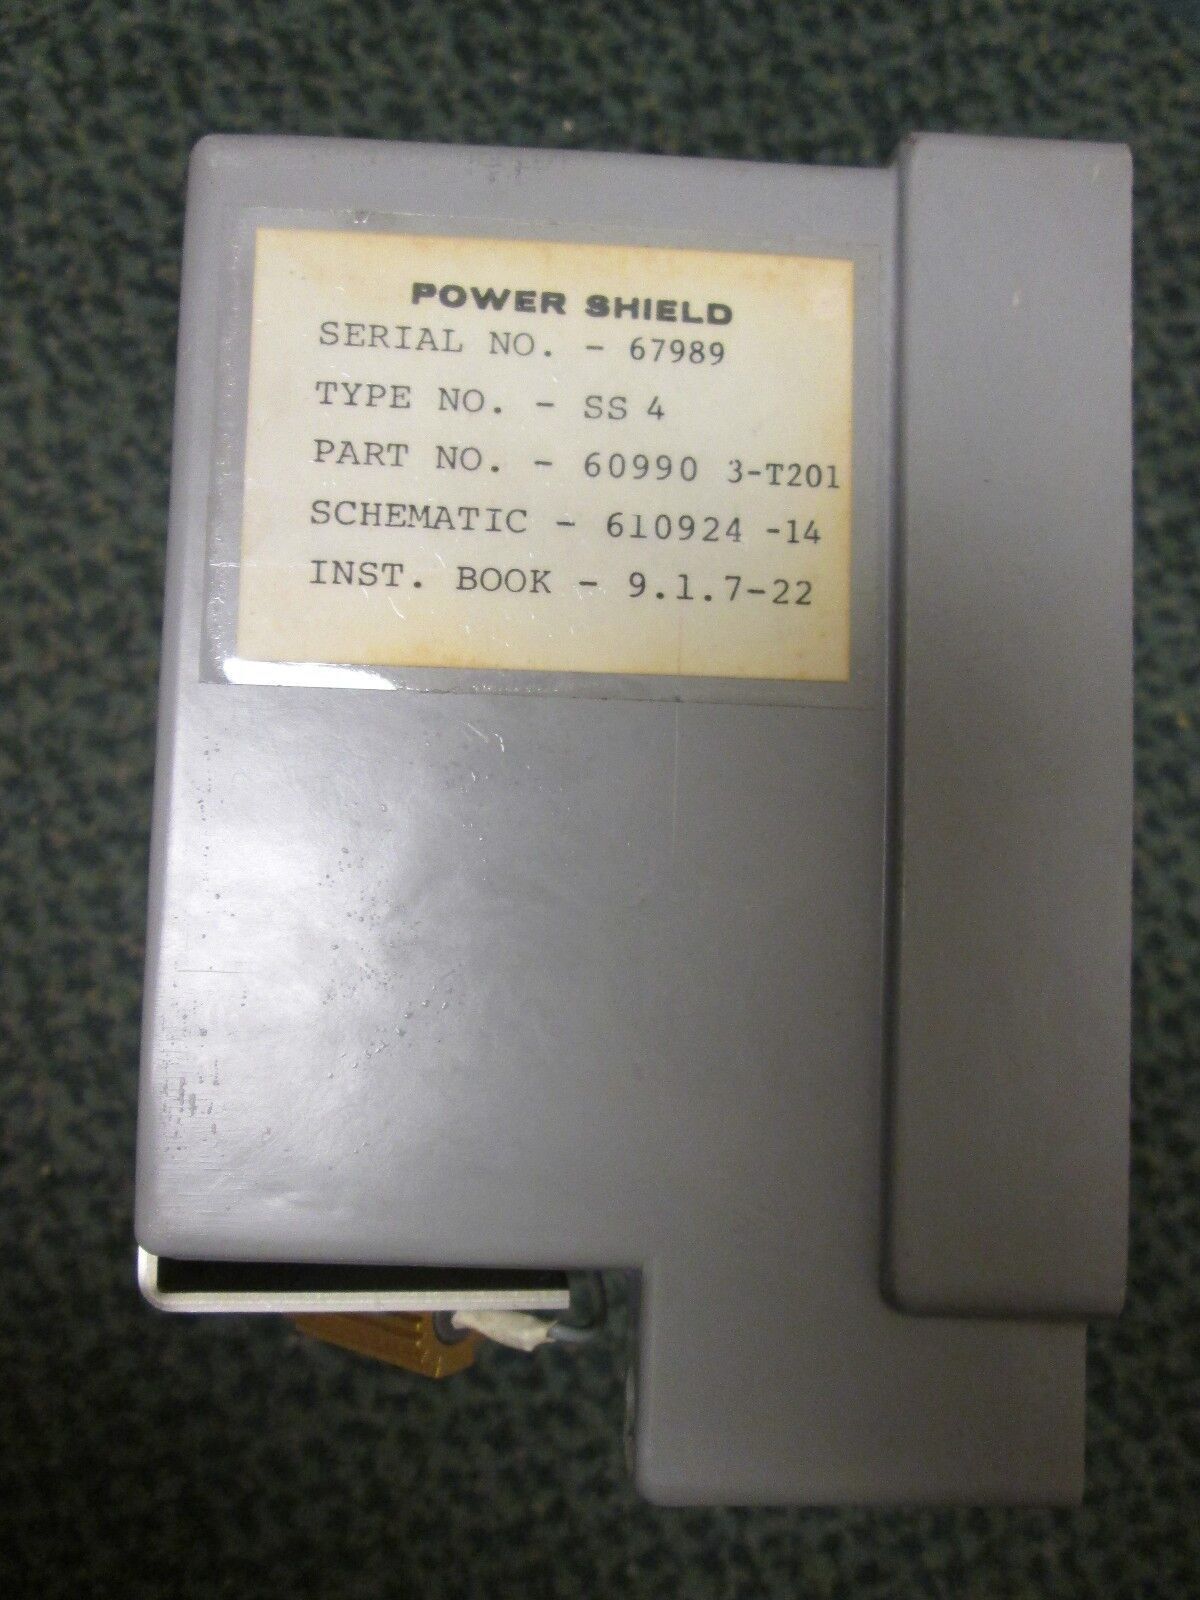 POWER SHIELD
SERIAL NO. - 67989
TYPE NO. - SS 4
PART NO. - 60990 3-T201
SCHEMATIC - 610924 -14
INST. BOOK - 9.1.7-22